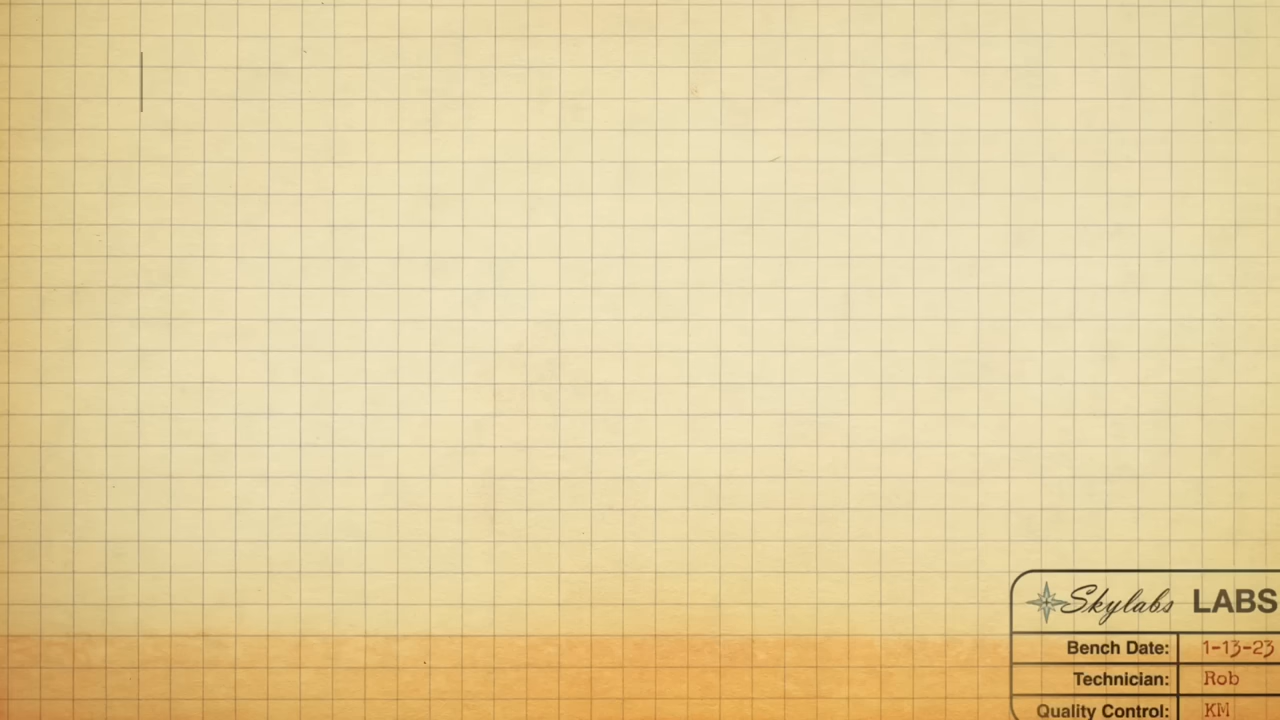 Skylabs LABS
Bench Date: 1-13-23
Technician: Rob
Quality Control: KM